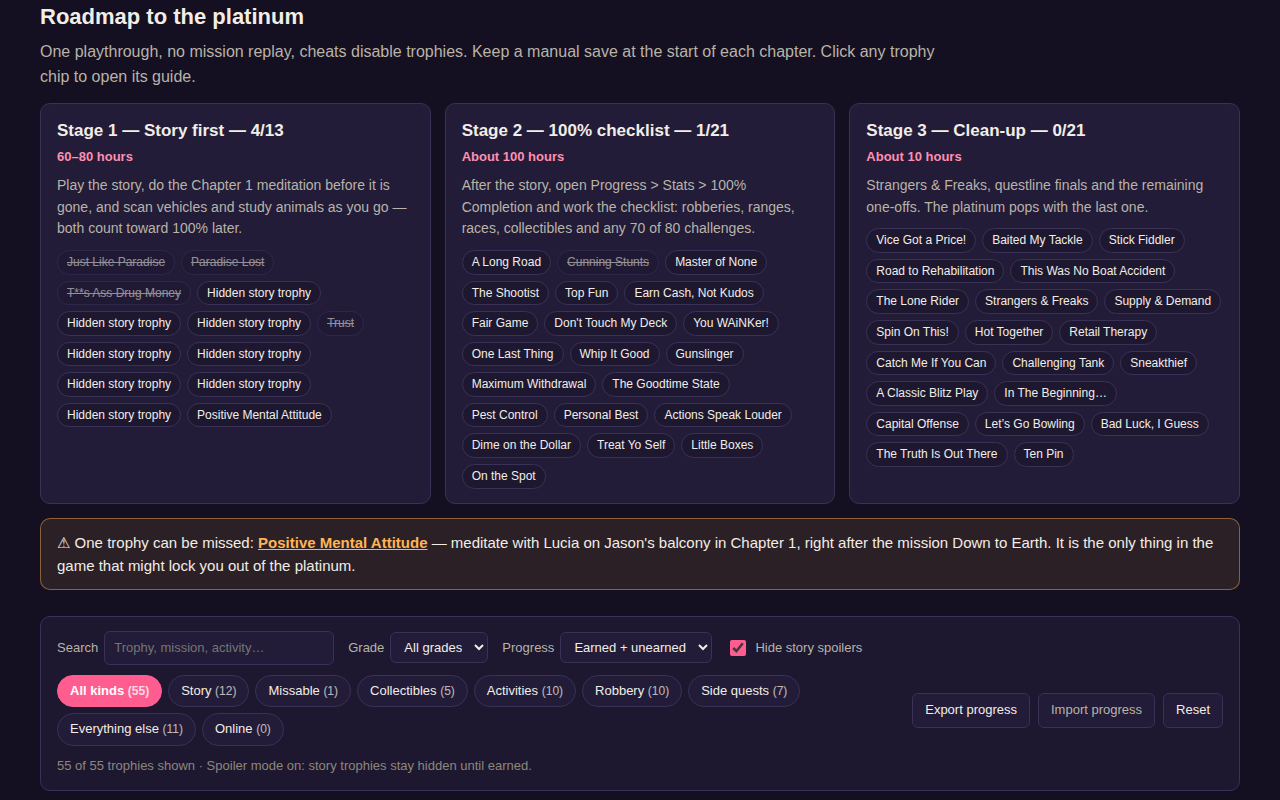 Roadmap to the platinum
One playthrough, no mission replay, cheats disable trophies. Keep a manual save at the start of each chapter. Click any trophy
chip to open its guide.
Stage 1 — Story first — 4/13
60–80 hours
Play the story, do the Chapter 1 meditation before it is
gone, and scan vehicles and study animals as you go —
both count toward 100% later.
Just Like Paradise Paradise Lost
T**s Ass Drug Money Hidden story trophy
Hidden story trophy Hidden story trophy Trust
Hidden story trophy Hidden story trophy
Hidden story trophy Hidden story trophy
Hidden story trophy Positive Mental Attitude
Stage 2 — 100% checklist — 1/21
About 100 hours
After the story, open Progress > Stats > 100%
Completion and work the checklist: robberies, ranges,
races, collectibles and any 70 of 80 challenges.
A Long Road Cunning Stunts Master of None
The Shootist Top Fun Earn Cash, Not Kudos
Fair Game Don't Touch My Deck You WAiNKer!
One Last Thing Whip It Good Gunslinger
Maximum Withdrawal The Goodtime State
Pest Control Personal Best Actions Speak Louder
Dime on the Dollar Treat Yo Self Little Boxes
On the Spot
Stage 3 — Clean-up — 0/21
About 10 hours
Strangers & Freaks, questline finals and the remaining
one-offs. The platinum pops with the last one.
Vice Got a Price! Baited My Tackle Stick Fiddler
Road to Rehabilitation This Was No Boat Accident
The Lone Rider Strangers & Freaks Supply & Demand
Spin On This! Hot Together Retail Therapy
Catch Me If You Can Challenging Tank Sneakthief
A Classic Blitz Play In The Beginning…
Capital Offense Let's Go Bowling Bad Luck, I Guess
The Truth Is Out There Ten Pin
⚠ One trophy can be missed: Positive Mental Attitude — meditate with Lucia on Jason's balcony in Chapter 1, right after the mission Down to Earth. It is the only thing in the
game that might lock you out of the platinum.
Search Trophy, mission, activity… Grade All grades Progress Earned + unearned Hide story spoilers
All kinds (55) Story (12) Missable (1) Collectibles (5) Activities (10) Robbery (10) Side quests (7)
Everything else (11) Online (0)
Export progress Import progress Reset
55 of 55 trophies shown · Spoiler mode on: story trophies stay hidden until earned.